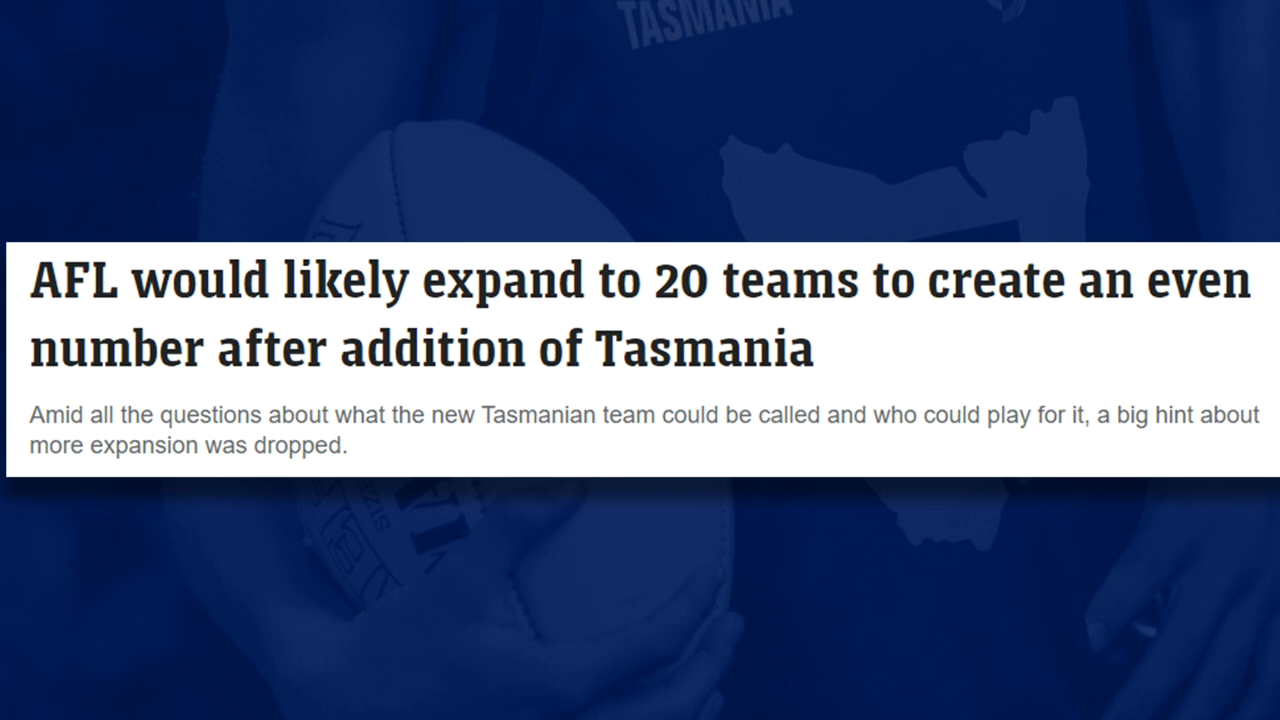 TASMANIA
AFL would likely expand to 20 teams to create an even
number after addition of Tasmania
Amid all the questions about what the new Tasmanian team could be called and who could play for it, a big hint about
more expansion was dropped.